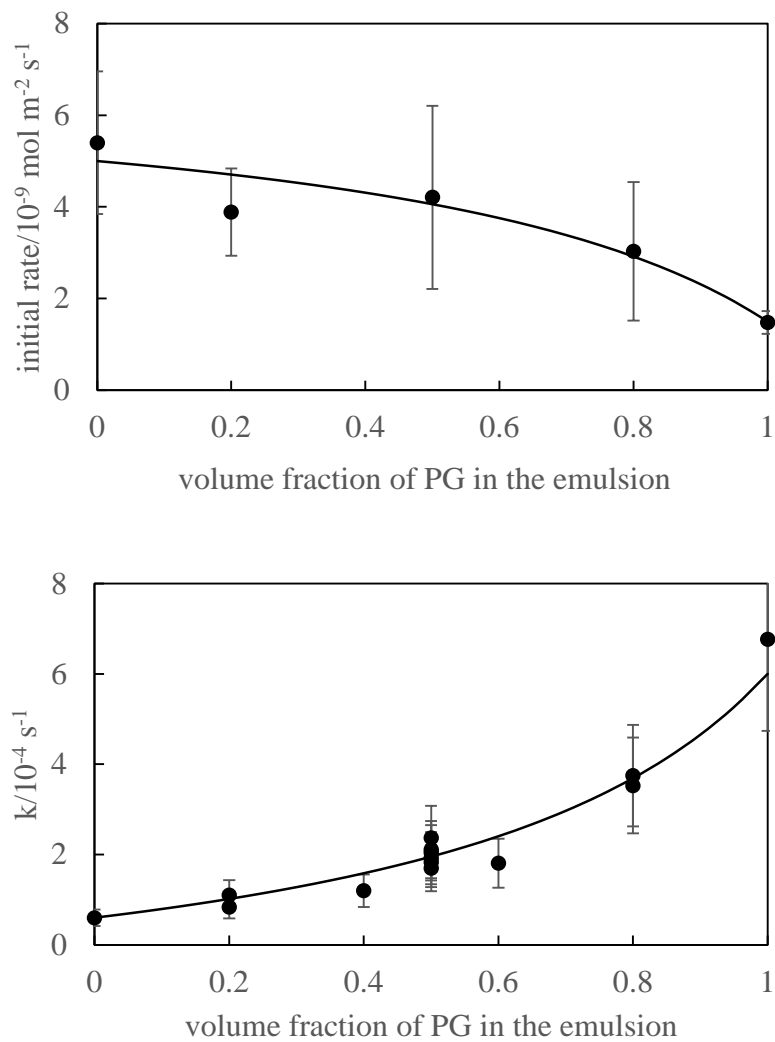 8
6
4
2
0
initial rate/10⁻⁹ mol m⁻² s⁻¹
0 0.2 0.4 0.6 0.8 1
volume fraction of PG in the emulsion
8
6
4
2
0
k/10⁻⁴ s⁻¹
0 0.2 0.4 0.6 0.8 1
volume fraction of PG in the emulsion